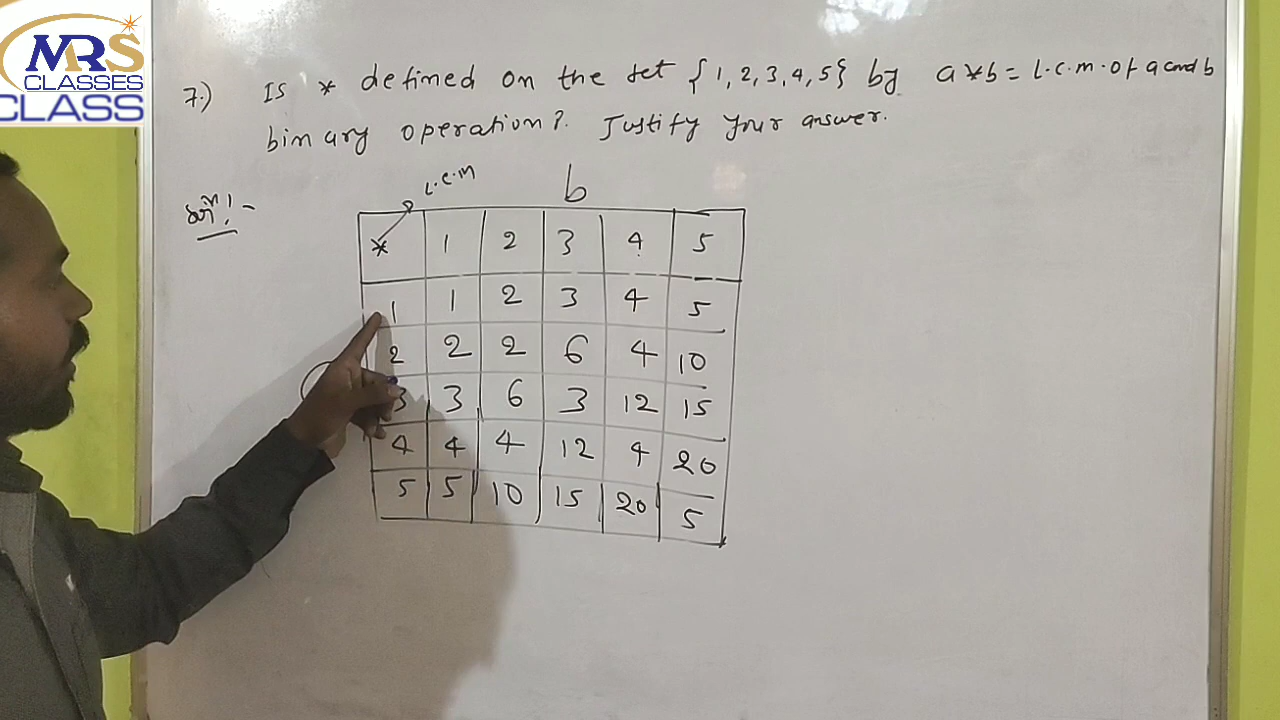 MRS
CLASSES
CLASS
7.) Is * defined on the set {1, 2, 3, 4, 5} by a * b = L.C.M. of a and b
binary operation? Justify your answer.
Solⁿ:-
L.C.M
b
* 1 2 3 4 5
1 1 2 3 4 5
2 2 2 6 4 10
3 3 6 3 12 15
4 4 4 12 4 20
5 5 10 15 20 5